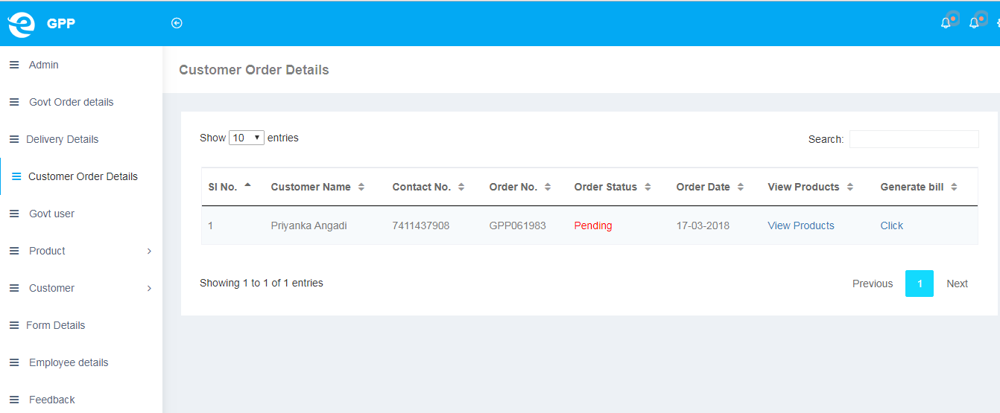 GPP
Admin
Govt Order details
Delivery Details
Customer Order Details
Govt user
Product
Customer
Form Details
Employee details
Feedback
Customer Order Details
Show 10 entries
Search:
Sl No. Customer Name Contact No. Order No. Order Status Order Date View Products Generate bill
1 Priyanka Angadi 7411437908 GPP061983 Pending 17-03-2018 View Products Click
Showing 1 to 1 of 1 entries
Previous 1 Next